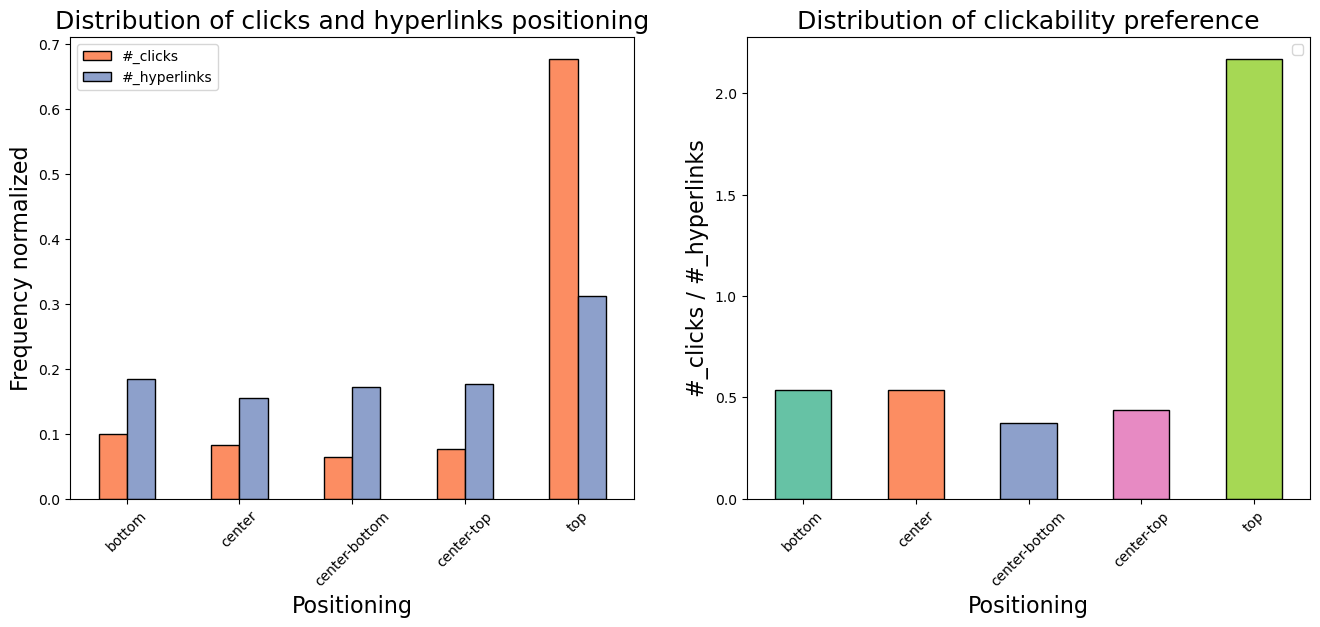 Distribution of clicks and hyperlinks positioning
#_clicks
#_hyperlinks
Frequency normalized
0.7
0.6
0.5
0.4
0.3
0.2
0.1
0.0
bottom
center
center-bottom
center-top
top
Positioning
Distribution of clickability preference
#_clicks / #_hyperlinks
2.0
1.5
1.0
0.5
0.0
bottom
center
center-bottom
center-top
top
Positioning